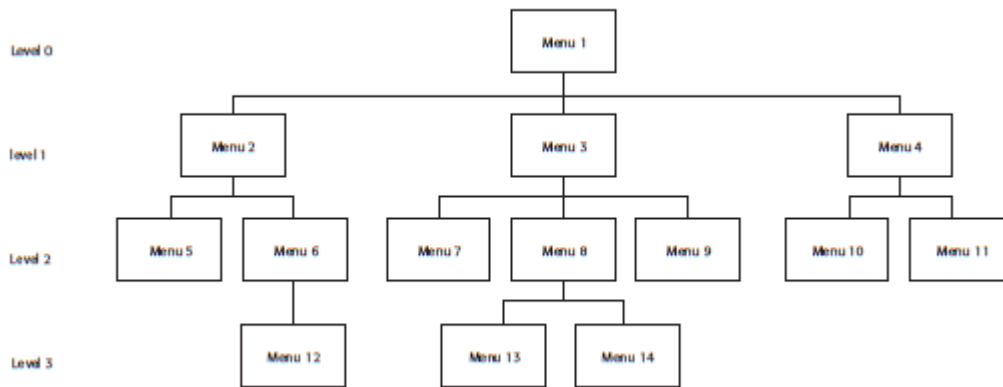 Level 0
Menu 1
level 1
Menu 2
Menu 3
Menu 4
Level 2
Menu 5
Menu 6
Menu 7
Menu 8
Menu 9
Menu 10
Menu 11
Level 3
Menu 12
Menu 13
Menu 14